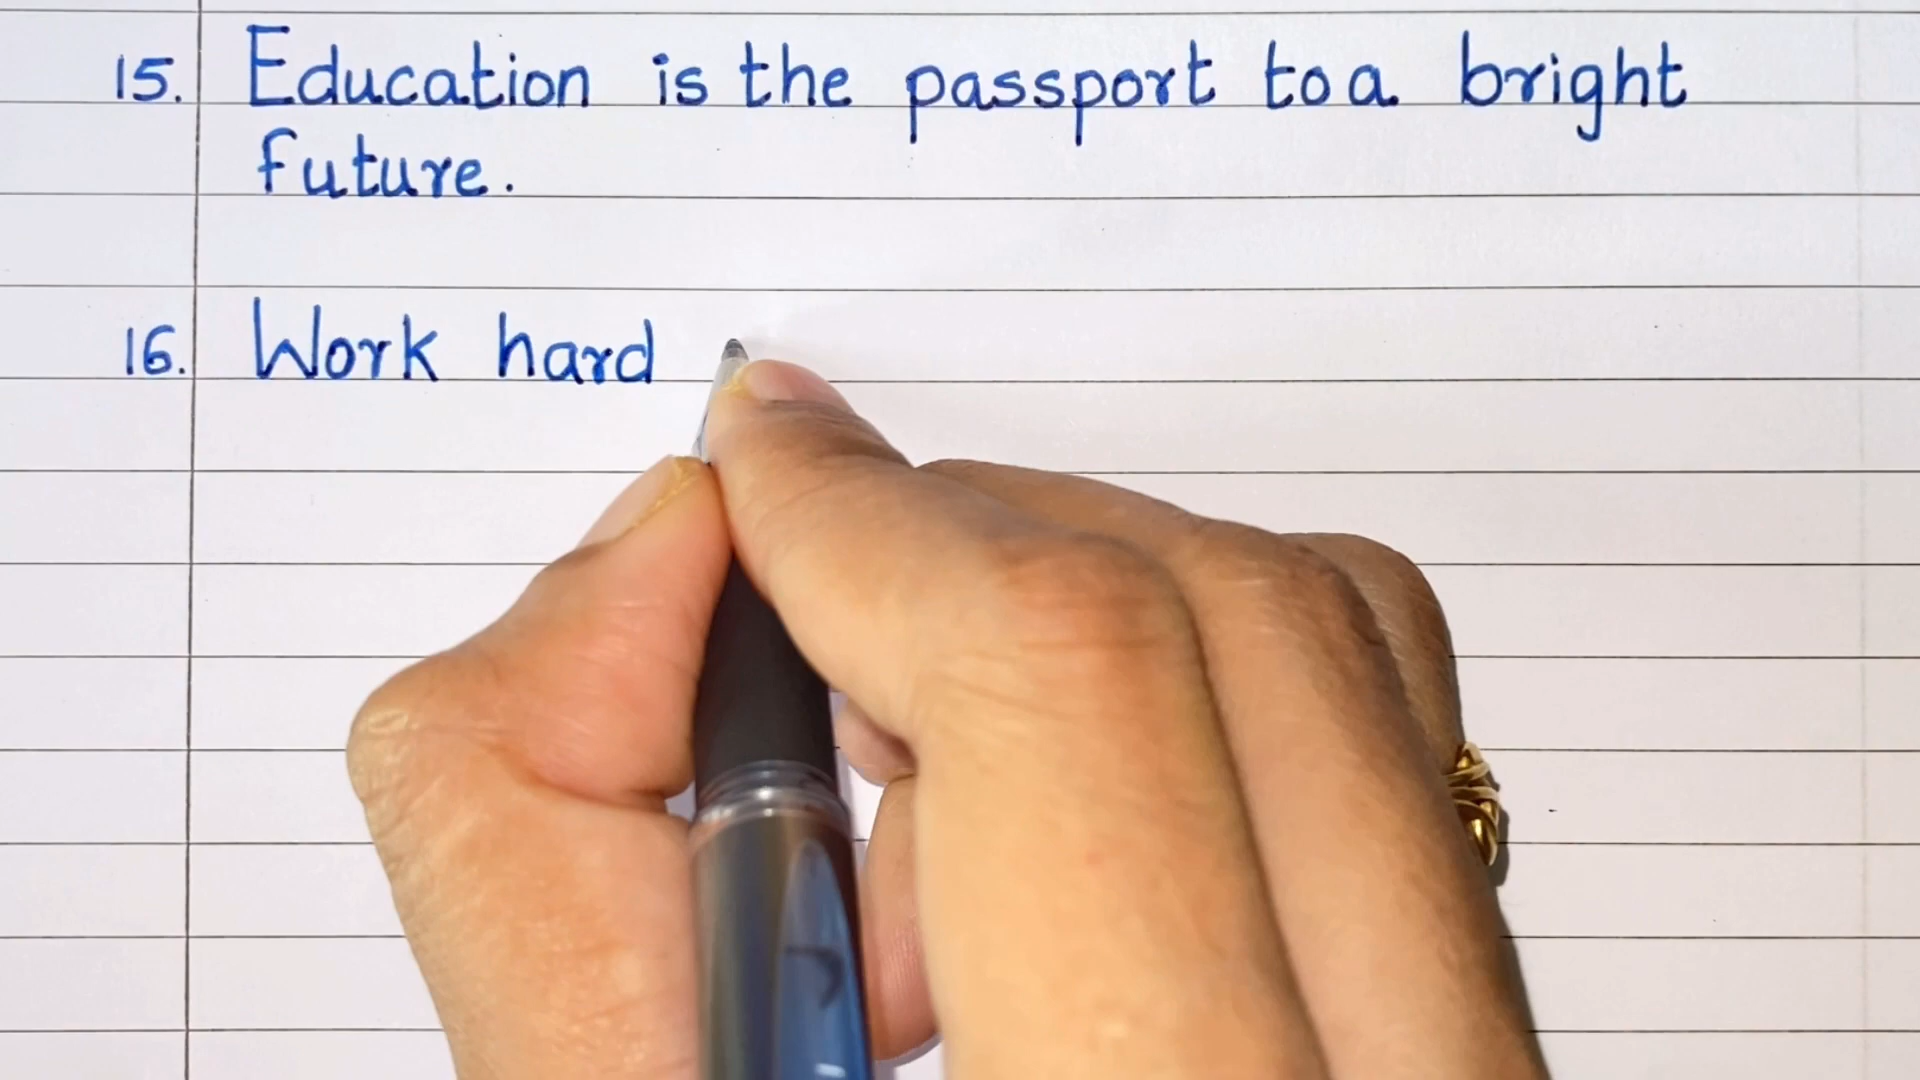 15. Education is the passport to a bright
future.
16. Work hard